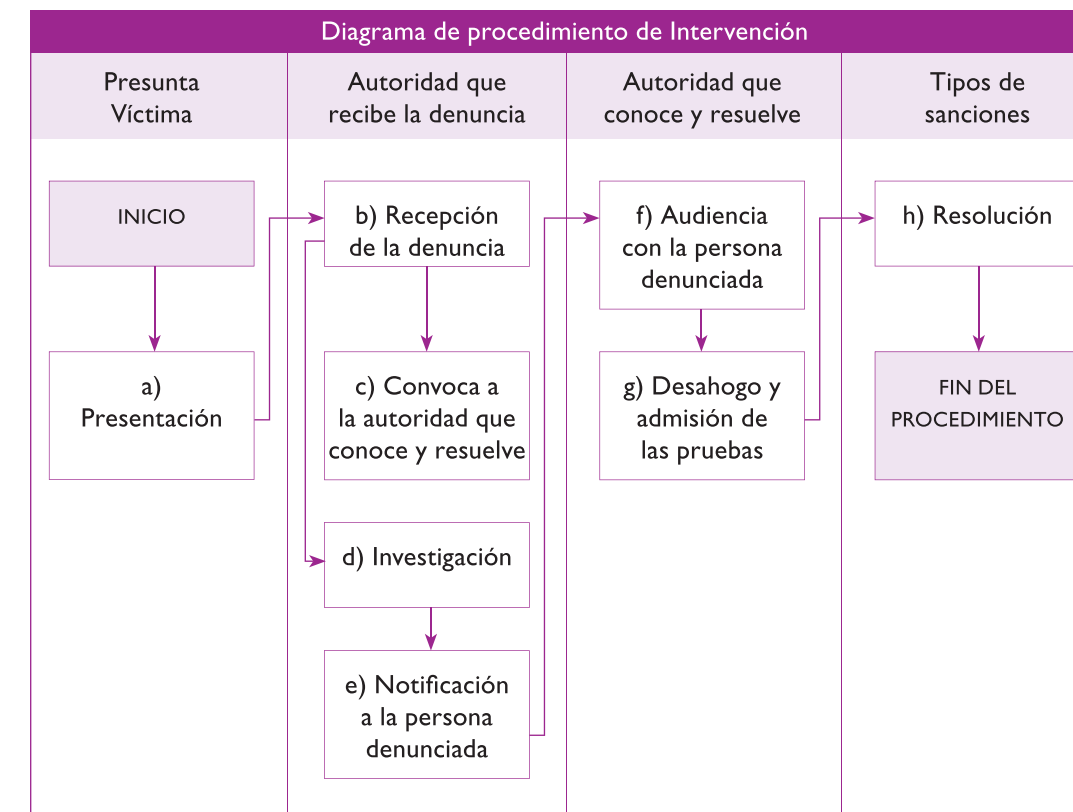 Diagrama de procedimiento de Intervención
Presunta
Víctima
Autoridad que
recibe la denuncia
Autoridad que
conoce y resuelve
Tipos de
sanciones
INICIO
a)
Presentación
b) Recepción
de la denuncia
c) Convoca a
la autoridad que
conoce y resuelve
d) Investigación
e) Notificación
a la persona
denunciada
f) Audiencia
con la persona
denunciada
g) Desahogo y
admisión de
las pruebas
h) Resolución
FIN DEL
PROCEDIMIENTO